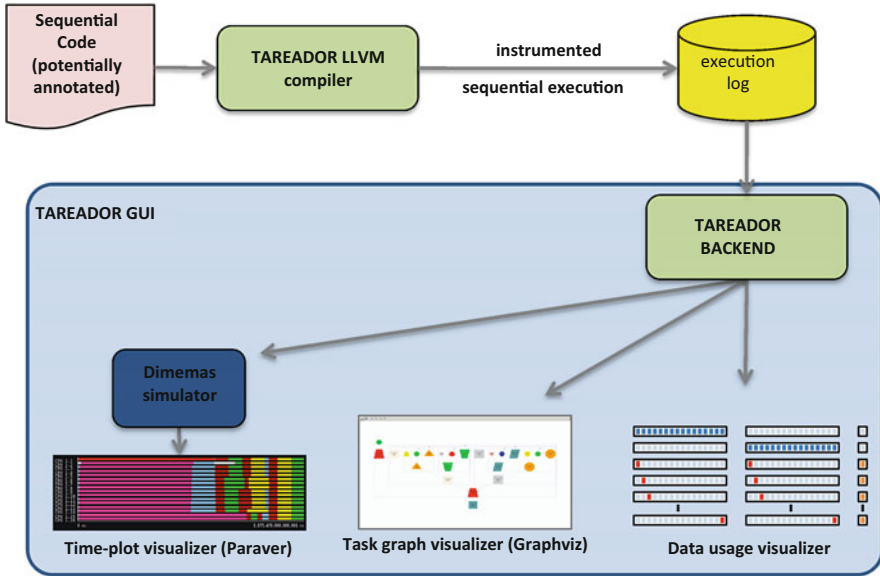 Sequential
Code
(potentially
annotated)
TAREADOR LLVM
compiler
instrumented
sequential execution
execution
log
TAREADOR GUI
TAREADOR
BACKEND
Dimemas
simulator
Time-plot visualizer (Paraver)
Task graph visualizer (Graphviz)
Data usage visualizer